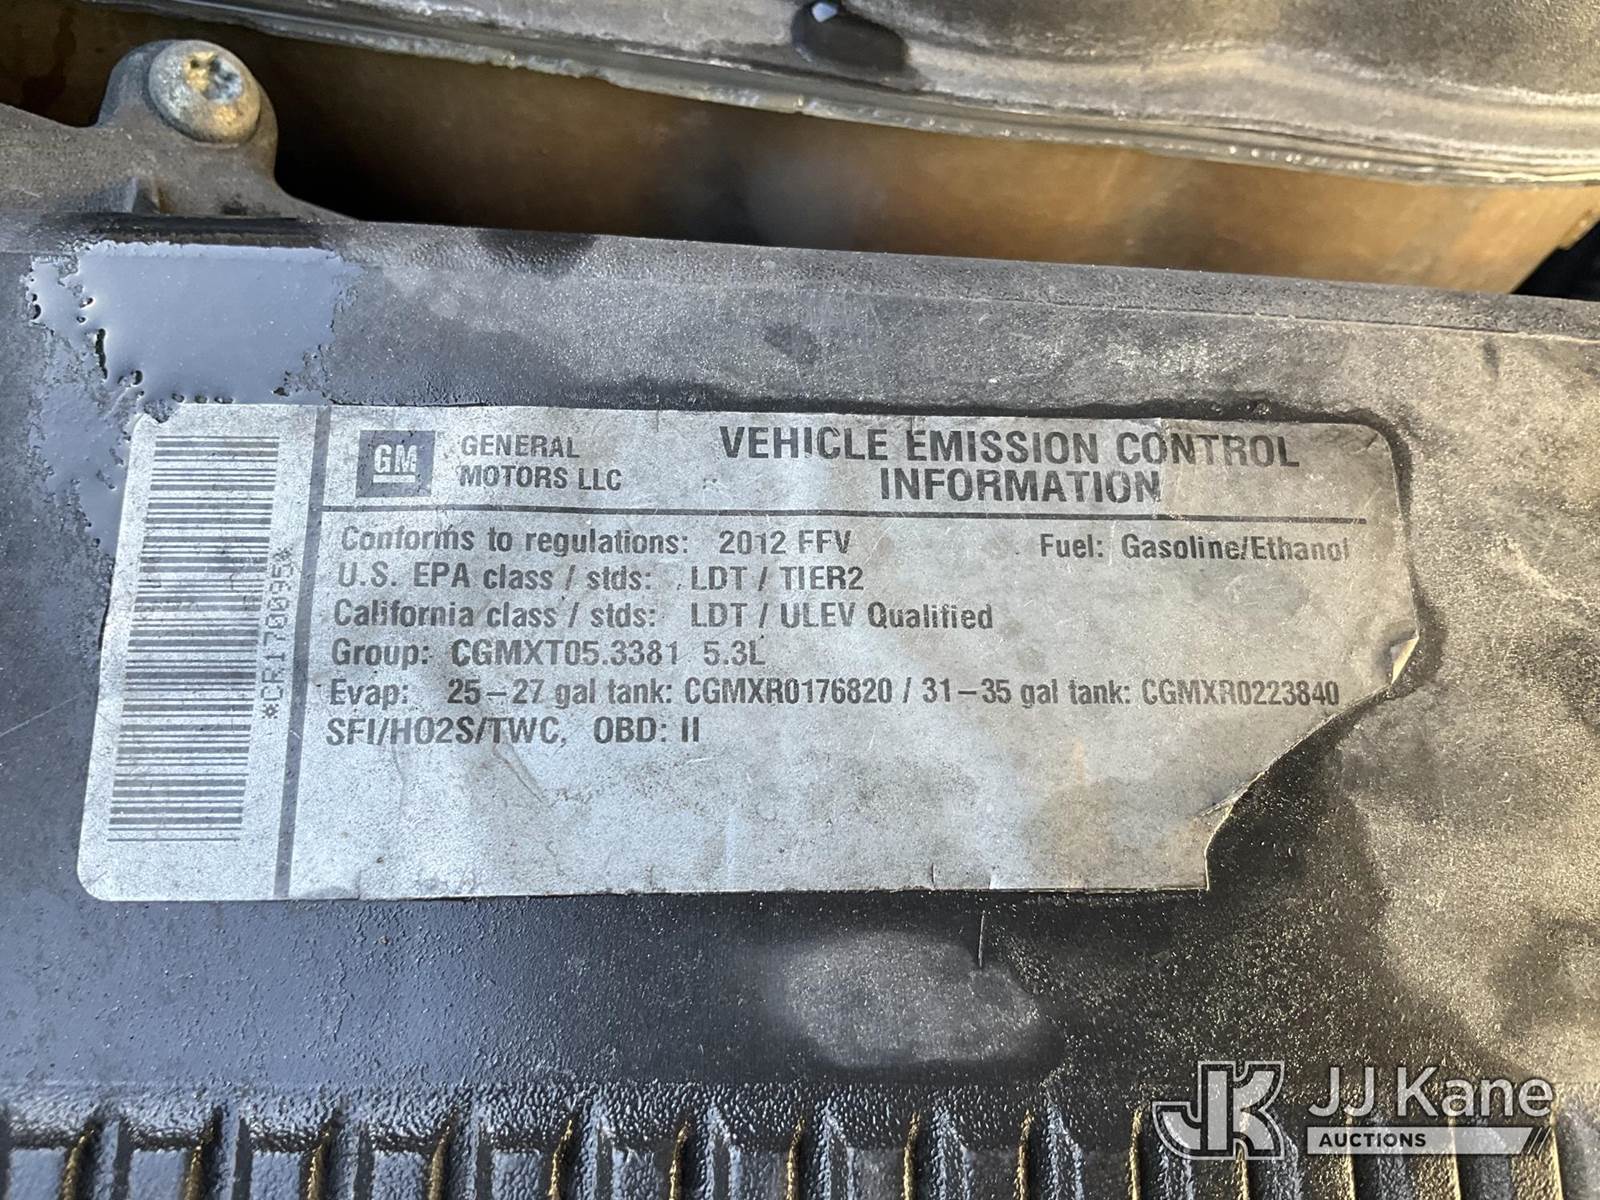 GM
GENERAL
MOTORS LLC
VEHICLE EMISSION CONTROL
INFORMATION
Conforms to regulations: 2012 FFV Fuel: Gasoline/Ethanol
U.S. EPA class / stds: LDT / TIER2
California class / stds: LDT / ULEV Qualified
Group: CGMXT05.3381 5.3L
Evap: 25-27 gal tank: CGMXR0176820 / 31-35 gal tank: CGMXR0223840
SFI/HO2S/TWC, OBD: II
*CR170095*
JK JJ Kane
AUCTIONS